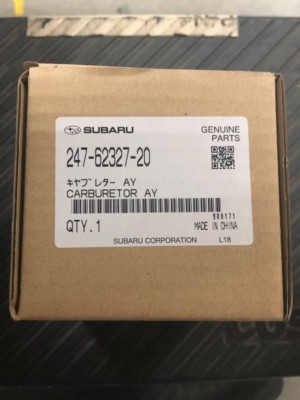 SUBARU
GENUINE
PARTS
247-62327-20
キャブレター AY
CARBURETOR AY
900171
QTY.1
MADE IN CHINA
SUBARU CORPORATION
L18